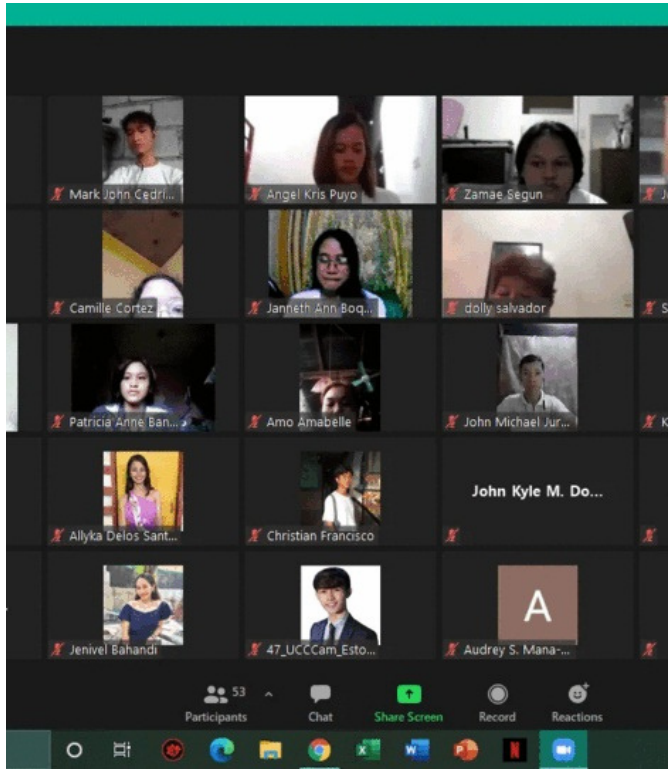 Mark John Cedri...
Angel Kris Puyo
Zamae Segun
Camille Cortez
Janneth Ann Boq...
dolly salvador
S
Patricia Anne Ban...
Amo Amabelle
John Michael Jur...
K
Allyka Delos Sant...
Christian Francisco
John Kyle M. Do...
Jenivel Bahandi
47_UCCCam_Esto...
A
Audrey S. Mana-...
53
Participants
Chat
Share Screen
Record
Reactions